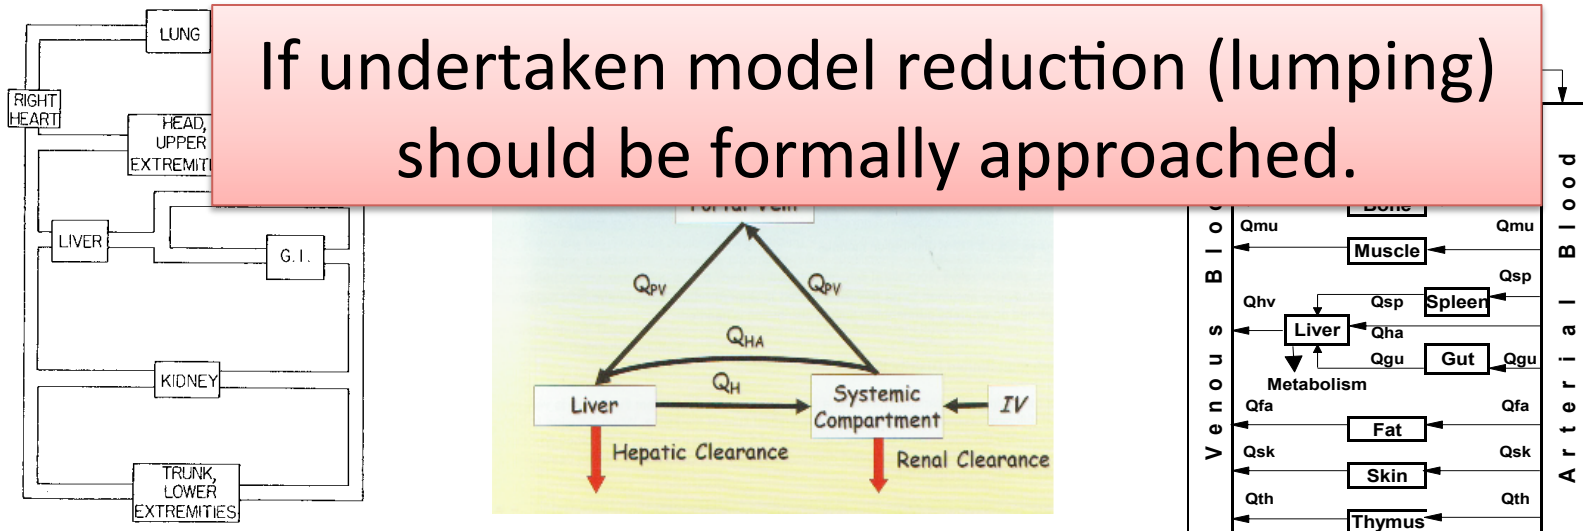 If undertaken model reduction (lumping)
should be formally approached.
LUNG
RIGHT
HEART
HEAD,
UPPER
LIVER
G.I.
KIDNEY
TRUNK,
LOWER
EXTREMITIES
QPV
QPV
QHA
QH
Liver
Systemic
Compartment
IV
Hepatic Clearance
Renal Clearance
Venous
Arterial Blood
Qmu
Muscle
Qmu
Qsp
Spleen
Qsp
Qhv
Liver
Qha
Qgu
Gut
Qgu
Metabolism
Qfa
Fat
Qfa
Qsk
Skin
Qsk
Qth
Thymus
Qth